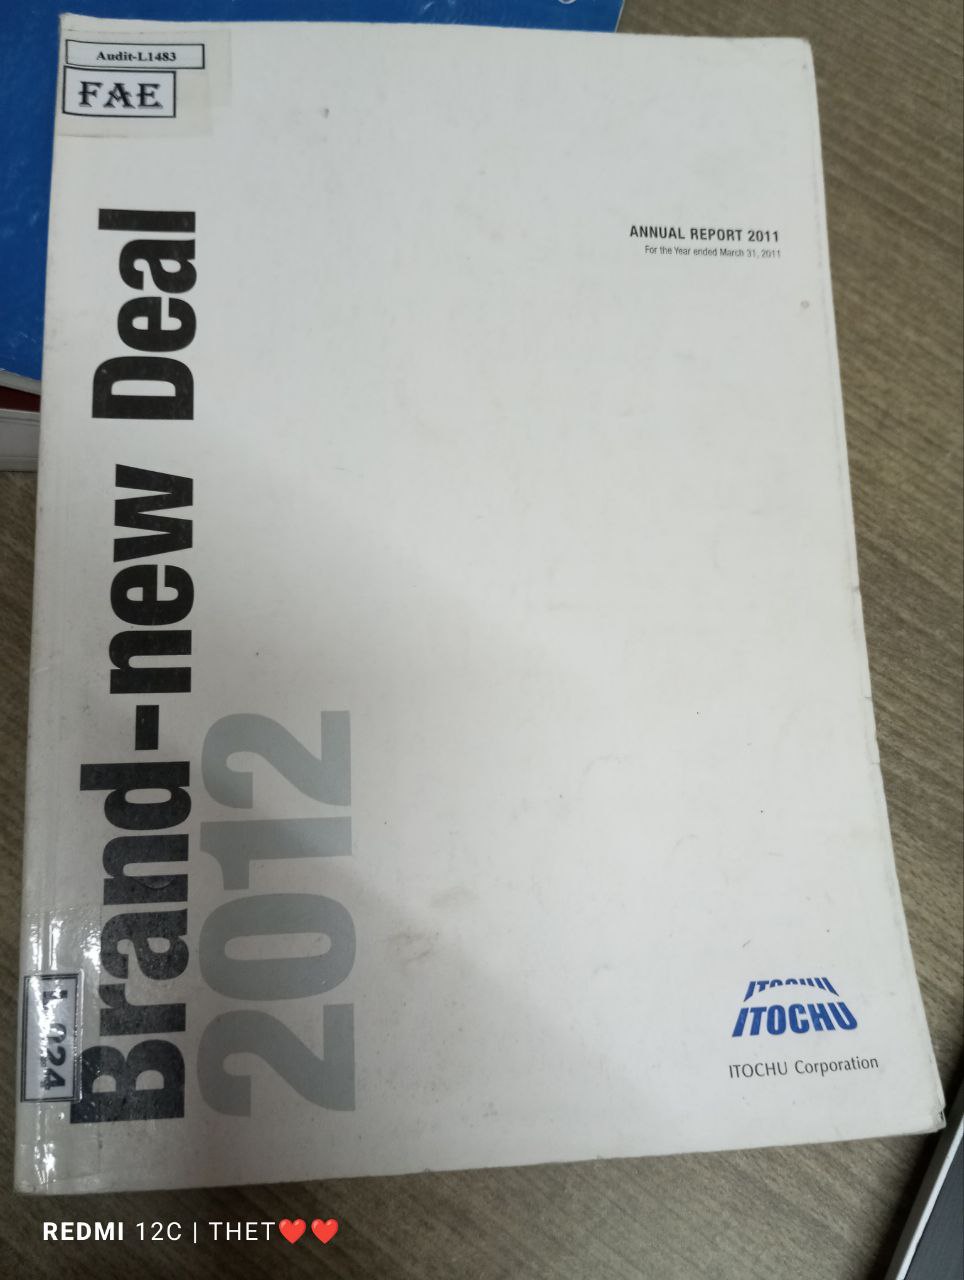 Audit-L1483
FAE
ANNUAL REPORT 2011
For the Year ended March 31, 2011
Brand-new Deal
2012
ITOCHU
ITOCHU
ITOCHU Corporation
REDMI 12C | THET❤️❤️